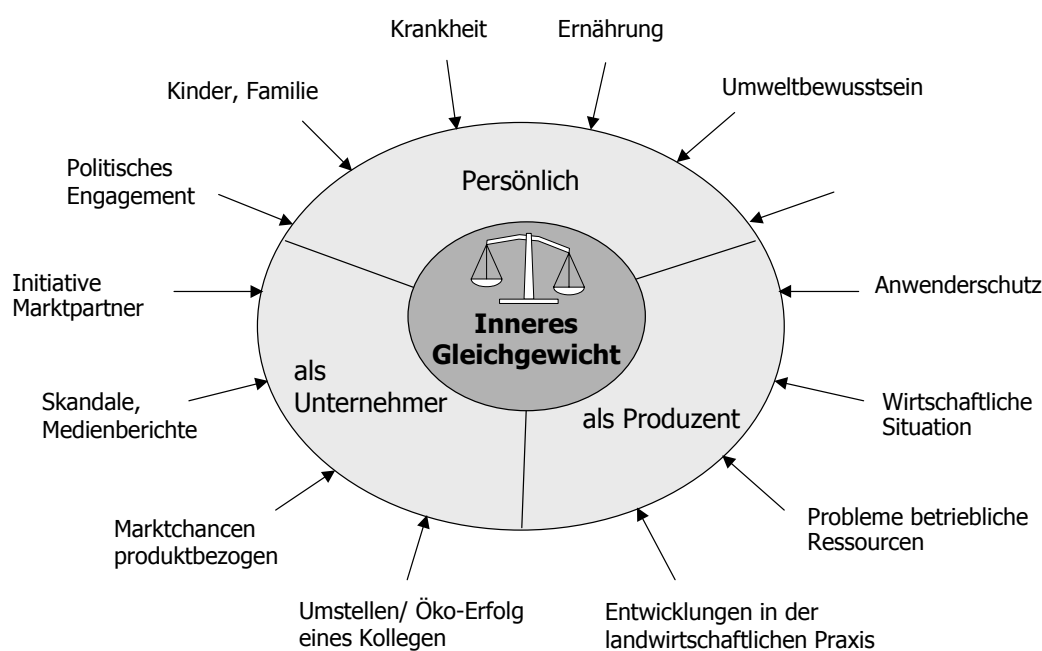 Krankheit
Ernährung
Kinder, Familie
Umweltbewusstsein
Politisches
Engagement
Persönlich
Initiative
Marktpartner
Anwenderschutz
Inneres
Gleichgewicht
als
Unternehmer
als Produzent
Skandale,
Medienberichte
Wirtschaftliche
Situation
Marktchancen
produktbezogen
Probleme betriebliche
Ressourcen
Umstellen/ Öko-Erfolg
eines Kollegen
Entwicklungen in der
landwirtschaftlichen Praxis